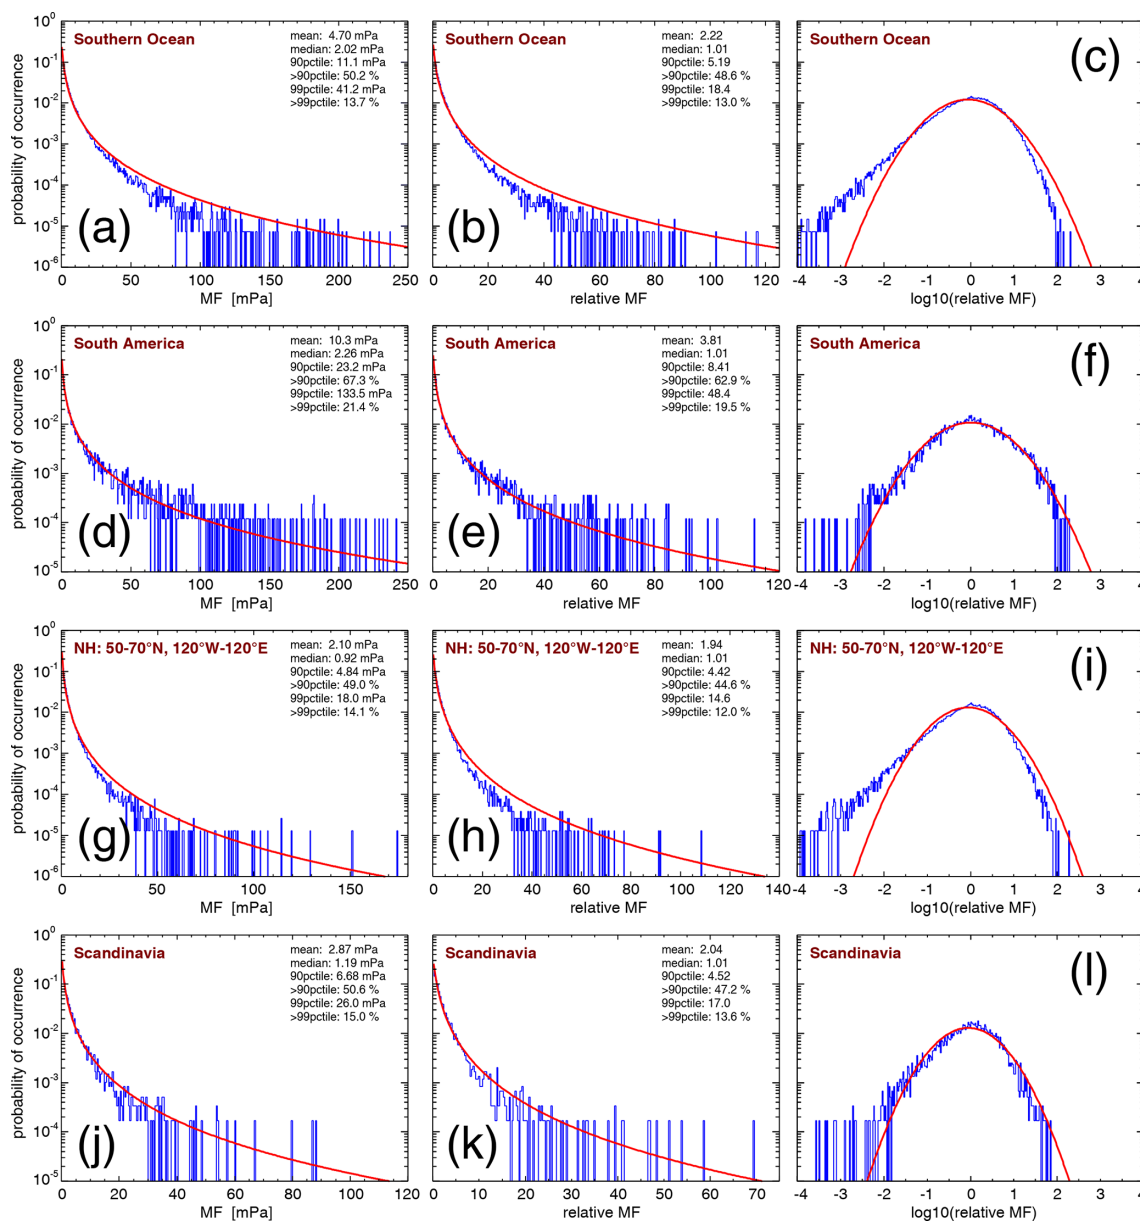 Southern Ocean
mean: 4.70 mPa
median: 2.02 mPa
90pctile: 11.1 mPa
>90pctile: 50.2 %
99pctile: 41.2 mPa
>99pctile: 13.7 %
(a)
probability of occurrence
10^0
10^-1
10^-2
10^-3
10^-4
10^-5
10^-6
0 50 100 150 200 250
MF [mPa]
Southern Ocean
mean: 2.22
median: 1.01
90pctile: 5.19
>90pctile: 48.6 %
99pctile: 18.4
>99pctile: 13.0 %
(b)
0 20 40 60 80 100 120
relative MF
Southern Ocean
(c)
-4 -3 -2 -1 0 1 2 3 4
log10(relative MF)
South America
mean: 10.3 mPa
median: 2.26 mPa
90pctile: 23.2 mPa
>90pctile: 67.3 %
99pctile: 133.5 mPa
>99pctile: 21.4 %
(d)
probability of occurrence
10^0
10^-1
10^-2
10^-3
10^-4
10^-5
0 50 100 150 200 250
MF [mPa]
South America
mean: 3.81
median: 1.01
90pctile: 8.41
>90pctile: 62.9 %
99pctile: 48.4
>99pctile: 19.5 %
(e)
0 20 40 60 80 100 120
relative MF
South America
(f)
-4 -3 -2 -1 0 1 2 3 4
log10(relative MF)
NH: 50-70°N, 120°W-120°E
mean: 2.10 mPa
median: 0.92 mPa
90pctile: 4.84 mPa
>90pctile: 49.0 %
99pctile: 18.0 mPa
>99pctile: 14.1 %
(g)
probability of occurrence
10^0
10^-1
10^-2
10^-3
10^-4
10^-5
10^-6
0 50 100 150
MF [mPa]
NH: 50-70°N, 120°W-120°E
mean: 1.94
median: 1.01
90pctile: 4.42
>90pctile: 44.6 %
99pctile: 14.6
>99pctile: 12.0 %
(h)
0 20 40 60 80 100 120 140
relative MF
NH: 50-70°N, 120°W-120°E
(i)
-4 -3 -2 -1 0 1 2 3 4
log10(relative MF)
Scandinavia
mean: 2.87 mPa
median: 1.19 mPa
90pctile: 6.68 mPa
>90pctile: 50.6 %
99pctile: 26.0 mPa
>99pctile: 15.0 %
(j)
probability of occurrence
10^0
10^-1
10^-2
10^-3
10^-4
10^-5
0 20 40 60 80 100 120
MF [mPa]
Scandinavia
mean: 2.04
median: 1.01
90pctile: 4.52
>90pctile: 47.2 %
99pctile: 17.0
>99pctile: 13.6 %
(k)
0 10 20 30 40 50 60 70
relative MF
Scandinavia
(l)
-4 -3 -2 -1 0 1 2 3 4
log10(relative MF)